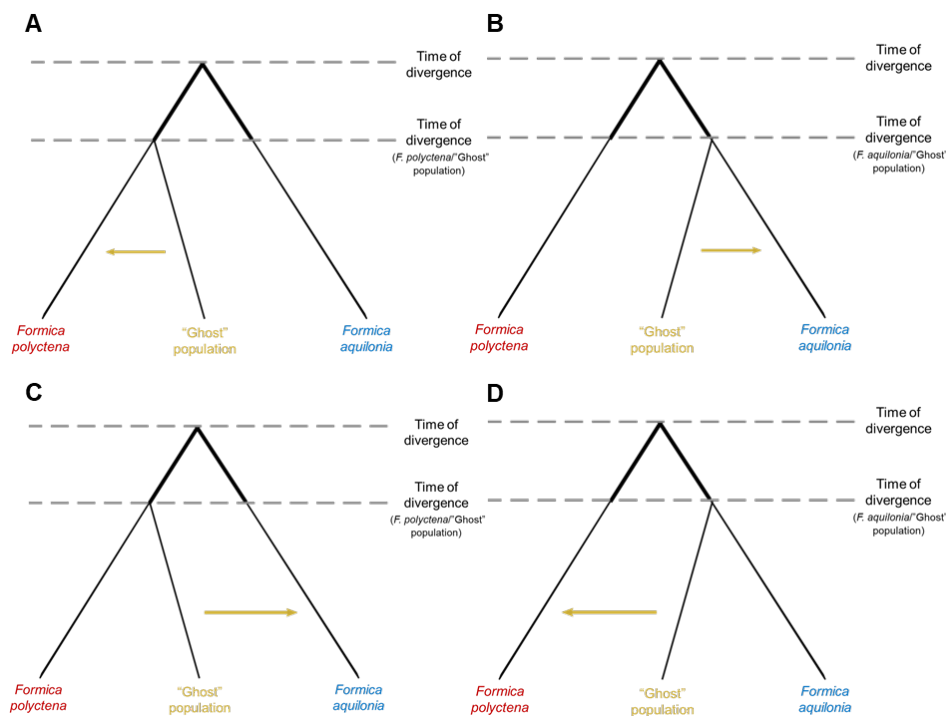 A
Time of
divergence
Time of
divergence
(F. polyctena/"Ghost"
population)
Formica
polyctena
"Ghost"
population
Formica
aquilonia
B
Time of
divergence
Time of
divergence
(F. aquilonia/"Ghost"
population)
Formica
polyctena
"Ghost"
population
Formica
aquilonia
C
Time of
divergence
Time of
divergence
(F. polyctena/"Ghost"
population)
Formica
polyctena
"Ghost"
population
Formica
aquilonia
D
Time of
divergence
Time of
divergence
(F. aquilonia/"Ghost"
population)
Formica
polyctena
"Ghost"
population
Formica
aquilonia